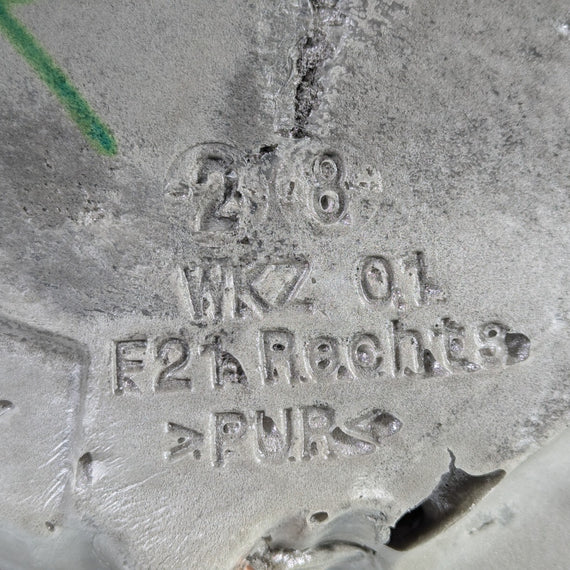 2 8
WKZ 01
F21 Rechts
>PUR<